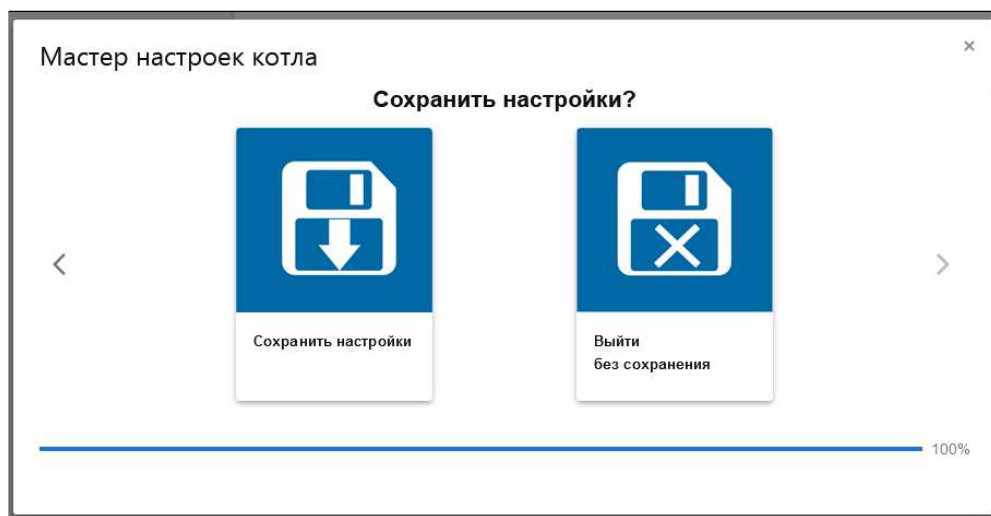 Мастер настроек котла
×
Сохранить настройки?
Сохранить настройки
Выйти
без сохранения
100%